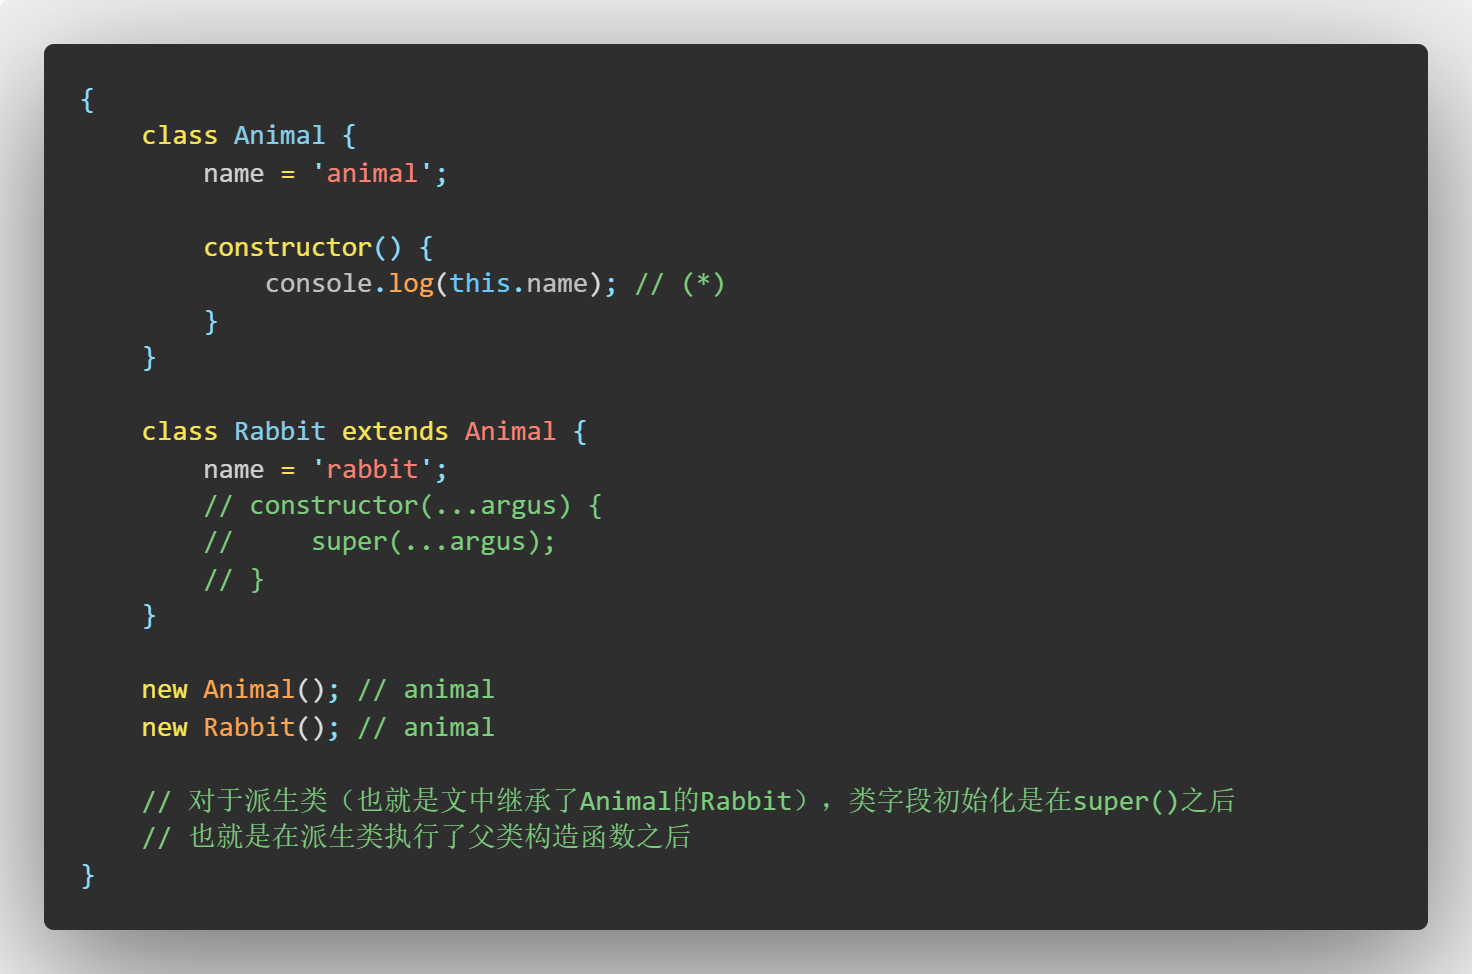 {
    class Animal {
        name = 'animal';

        constructor() {
            console.log(this.name); // (*)
        }
    }

    class Rabbit extends Animal {
        name = 'rabbit';
        // constructor(...argus) {
        //     super(...argus);
        // }
    }

    new Animal(); // animal
    new Rabbit(); // animal

    // 对于派生类（也就是文中继承了Animal的Rabbit），类字段初始化是在super()之后
    // 也就是在派生类执行了父类构造函数之后
}